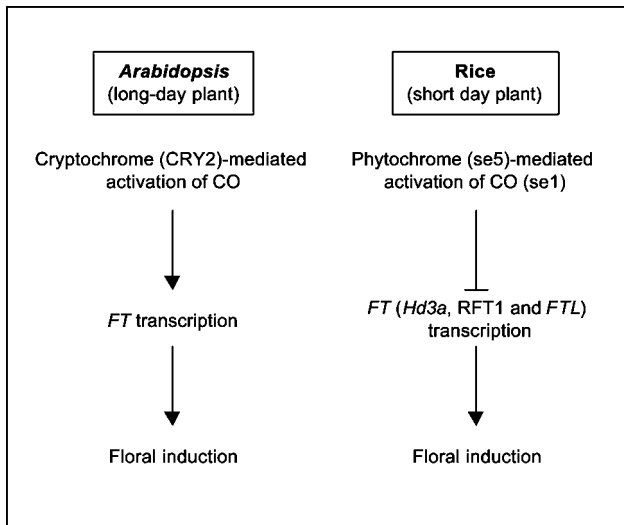 Arabidopsis
(long-day plant)
Cryptochrome (CRY2)-mediated
activation of CO
FT transcription
Floral induction
Rice
(short day plant)
Phytochrome (se5)-mediated
activation of CO (se1)
FT (Hd3a, RFT1 and FTL)
transcription
Floral induction